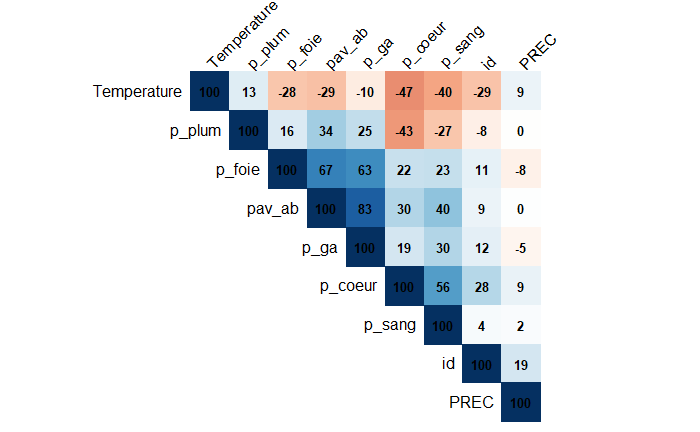 Temperature p_plum p_foie pav_ab p_ga p_coeur p_sang id PREC
Temperature 100 13 -28 -29 -10 -47 -40 -29 9
p_plum 100 16 34 25 -43 -27 -8 0
p_foie 100 67 63 22 23 11 -8
pav_ab 100 83 30 40 9 0
p_ga 100 19 30 12 -5
p_coeur 100 56 28 9
p_sang 100 4 2
id 100 19
PREC 100